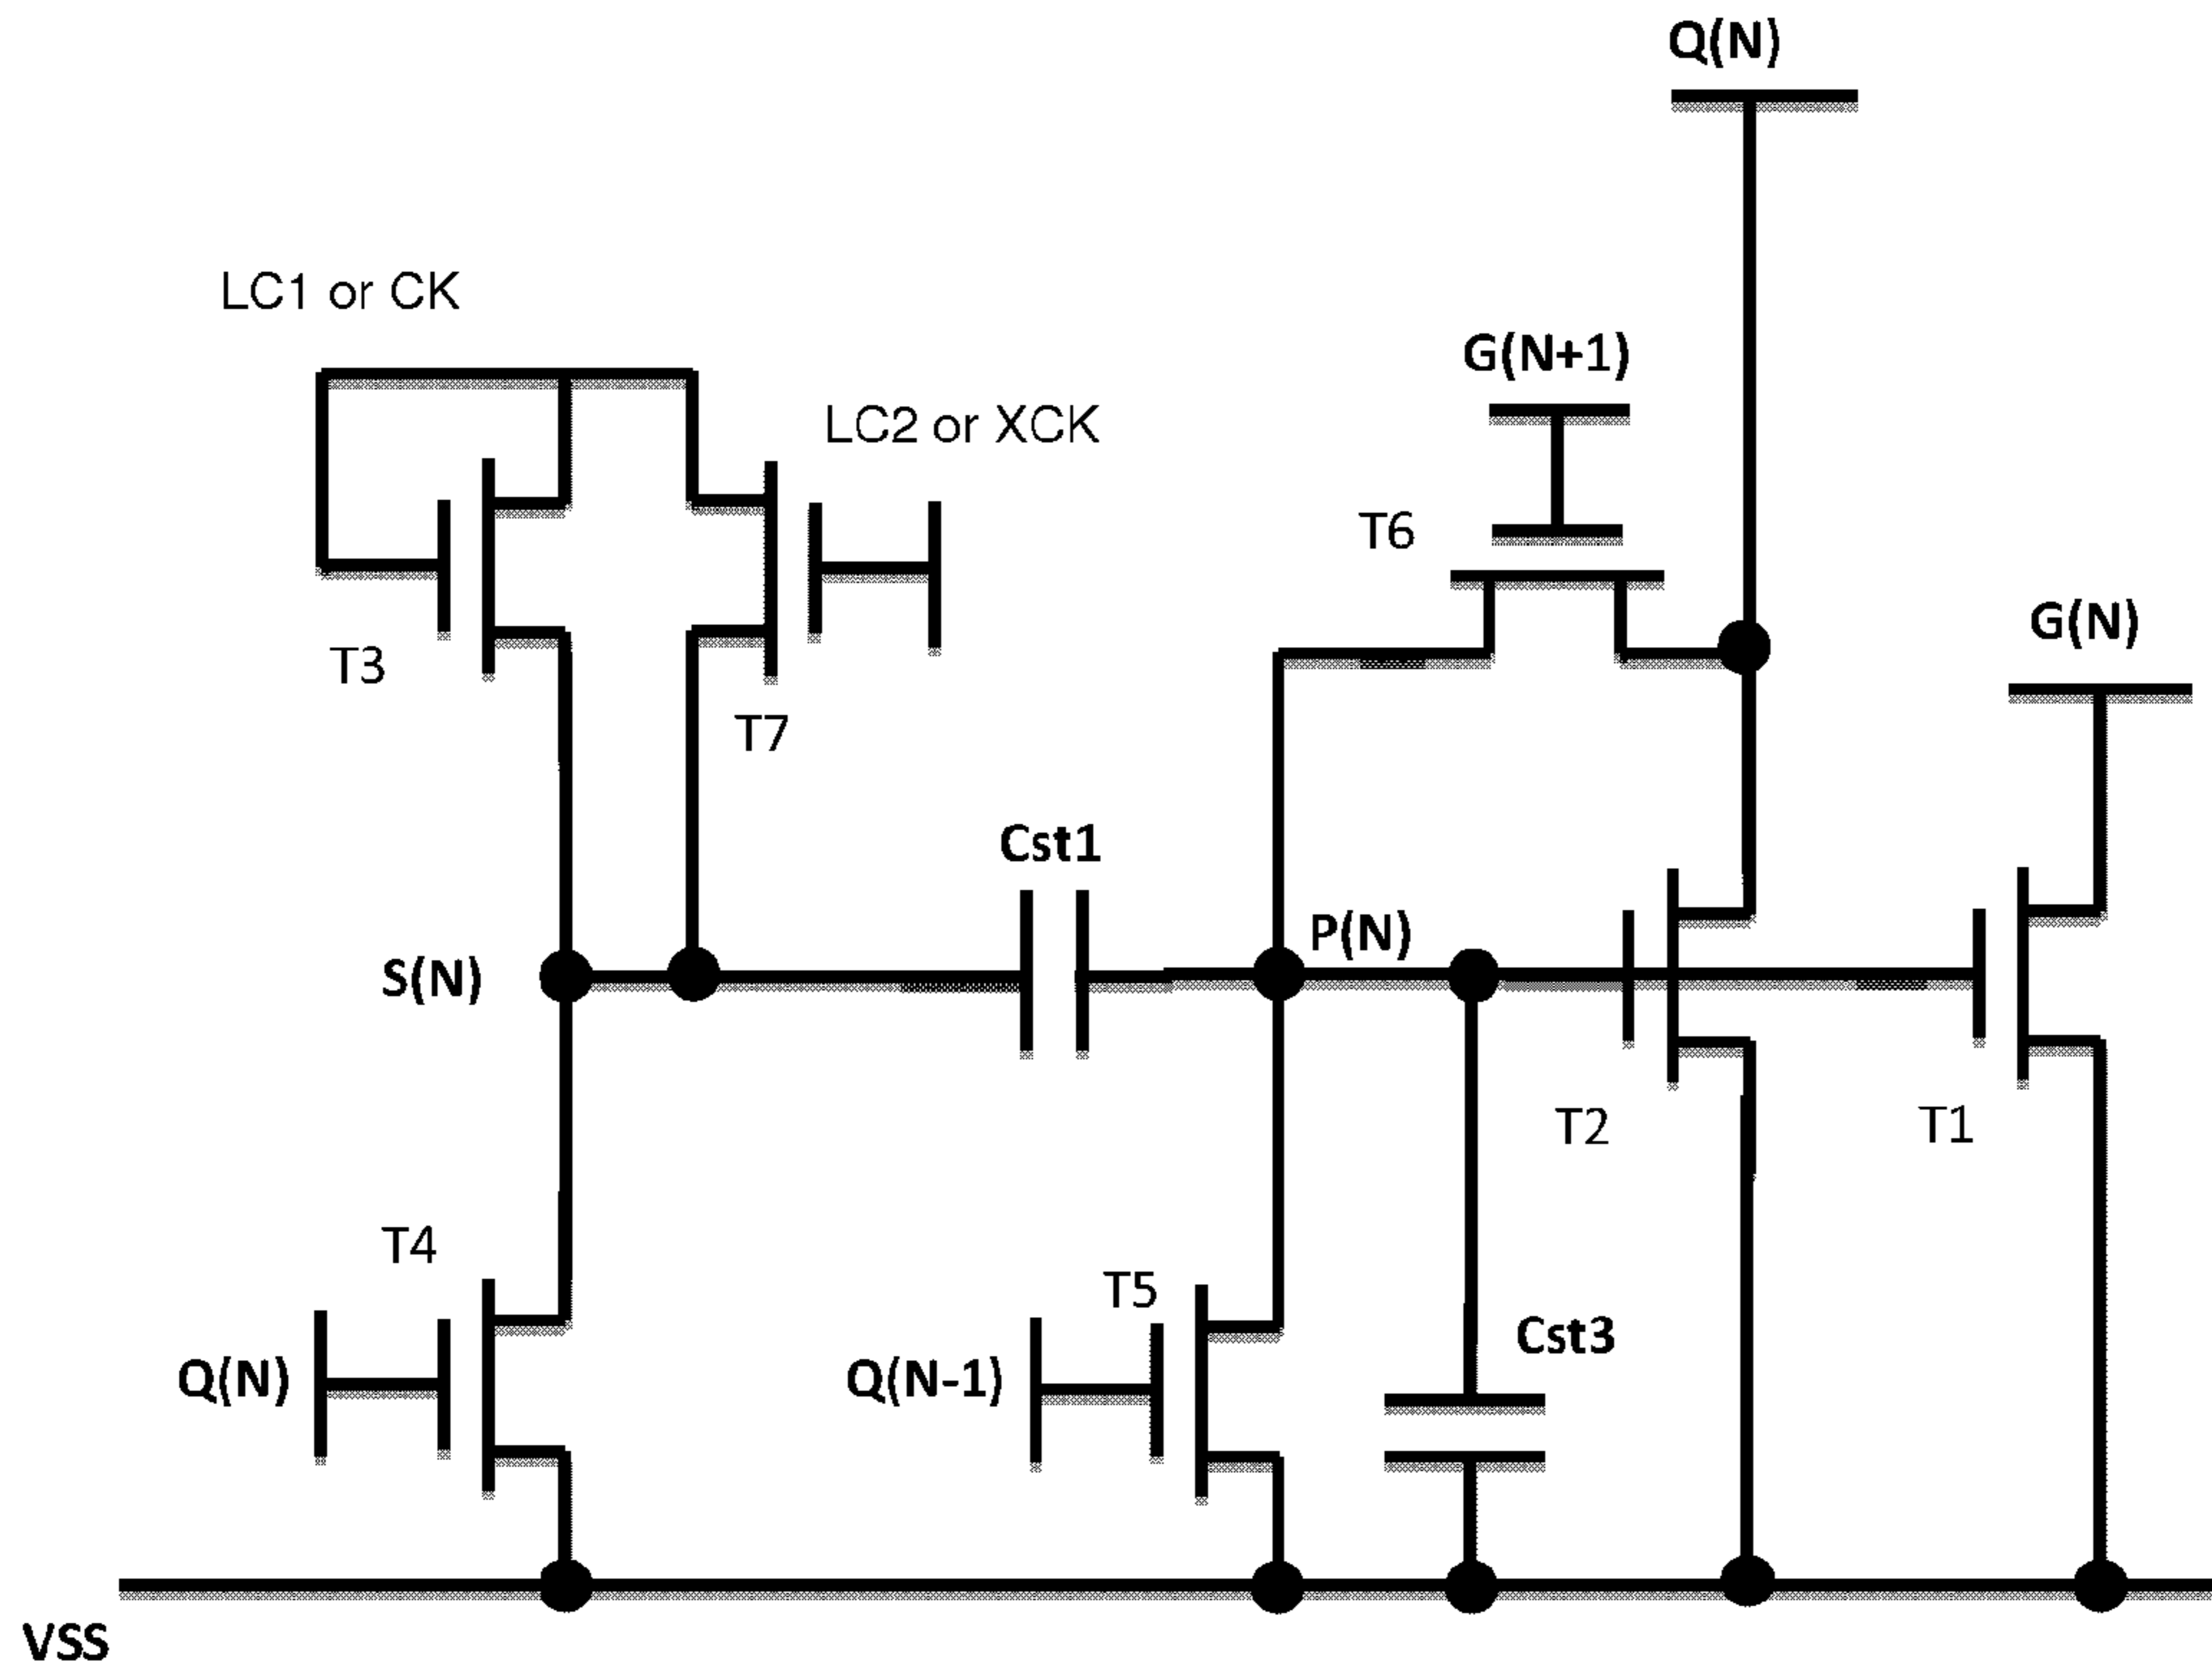 Q(N)
LC1 or CK
G(N+1)
LC2 or XCK
T6
G(N)
T3
T7
Cst1
P(N)
S(N)
T2
T1
T4
T5
Cst3
Q(N)
Q(N-1)
VSS